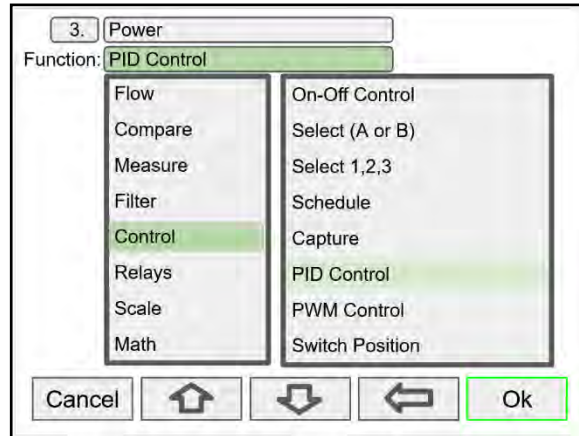 3. Power
Function: PID Control
Flow
Compare
Measure
Filter
Control
Relays
Scale
Math
On-Off Control
Select (A or B)
Select 1,2,3
Schedule
Capture
PID Control
PWM Control
Switch Position
Cancel Ok